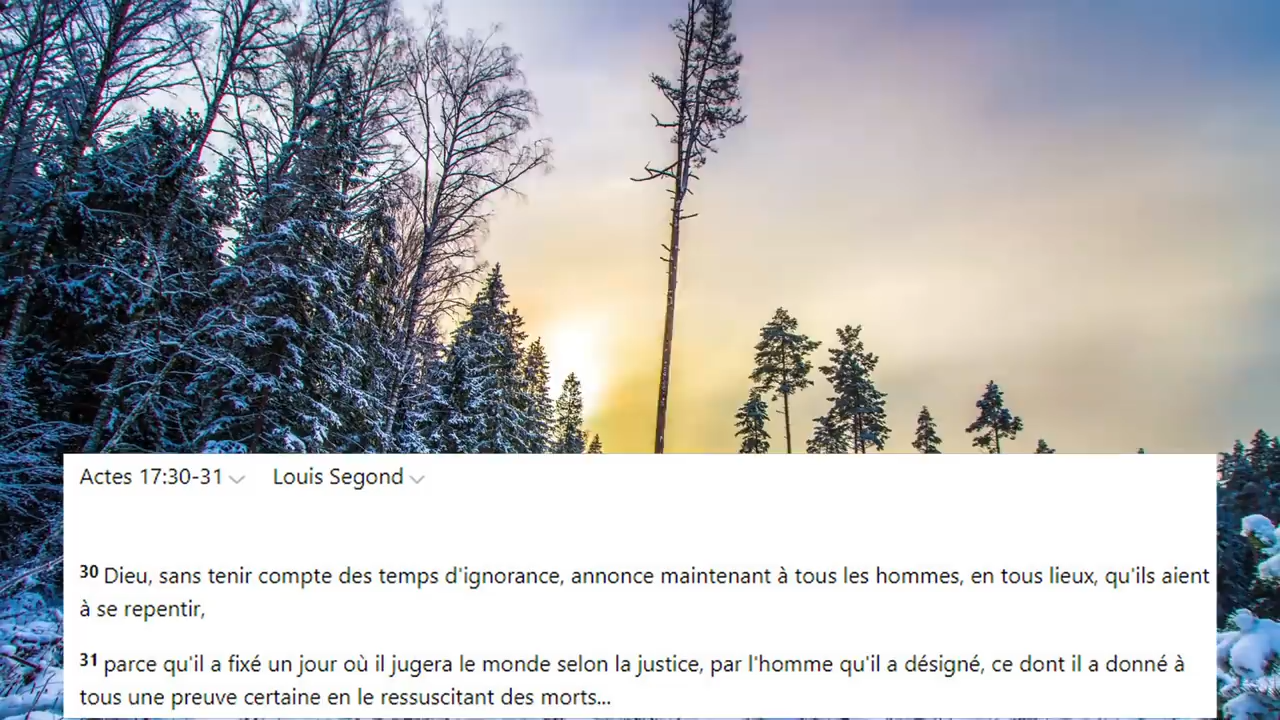 Actes 17:30-31 Louis Segond
30 Dieu, sans tenir compte des temps d'ignorance, annonce maintenant à tous les hommes, en tous lieux, qu'ils aient
à se repentir,
31 parce qu'il a fixé un jour où il jugera le monde selon la justice, par l'homme qu'il a désigné, ce dont il a donné à
tous une preuve certaine en le ressuscitant des morts...